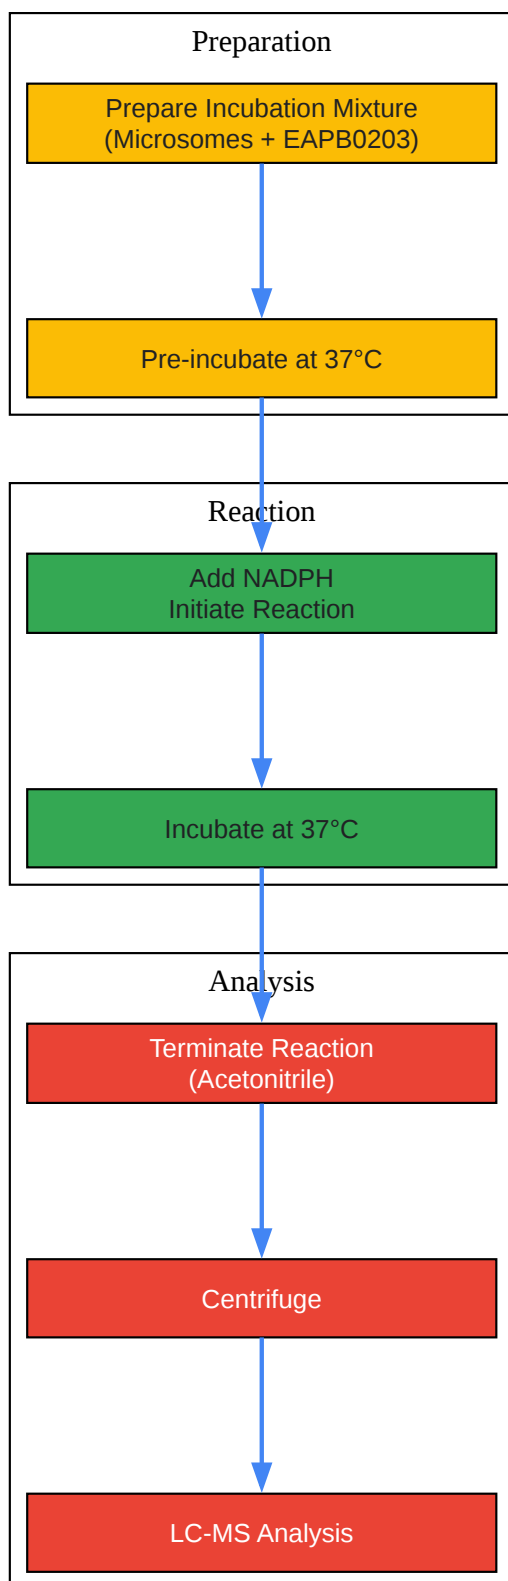 Preparation
Prepare Incubation Mixture
(Microsomes + EAPB0203)
Pre-incubate at 37°C
Reaction
Add NADPH
Initiate Reaction
Incubate at 37°C
Analysis
Terminate Reaction
(Acetonitrile)
Centrifuge
LC-MS Analysis